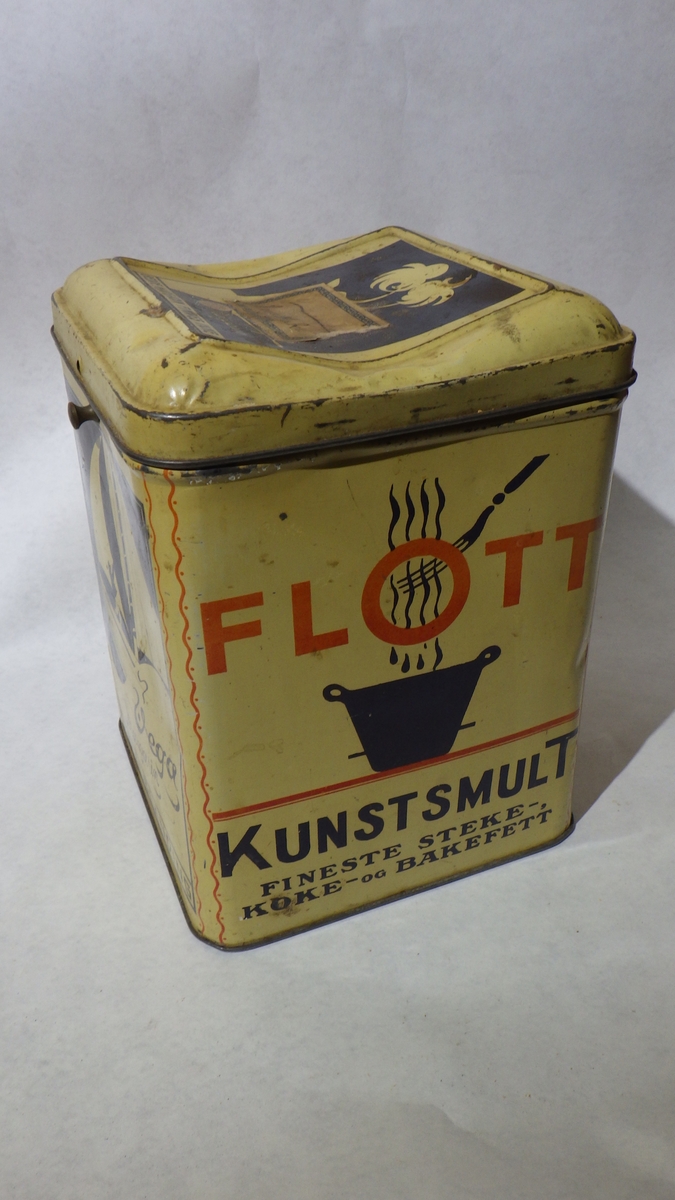 FLOTT
KUNSTSMULT
FINESTE STEKE-,
KOKE- OG BAKEFETT